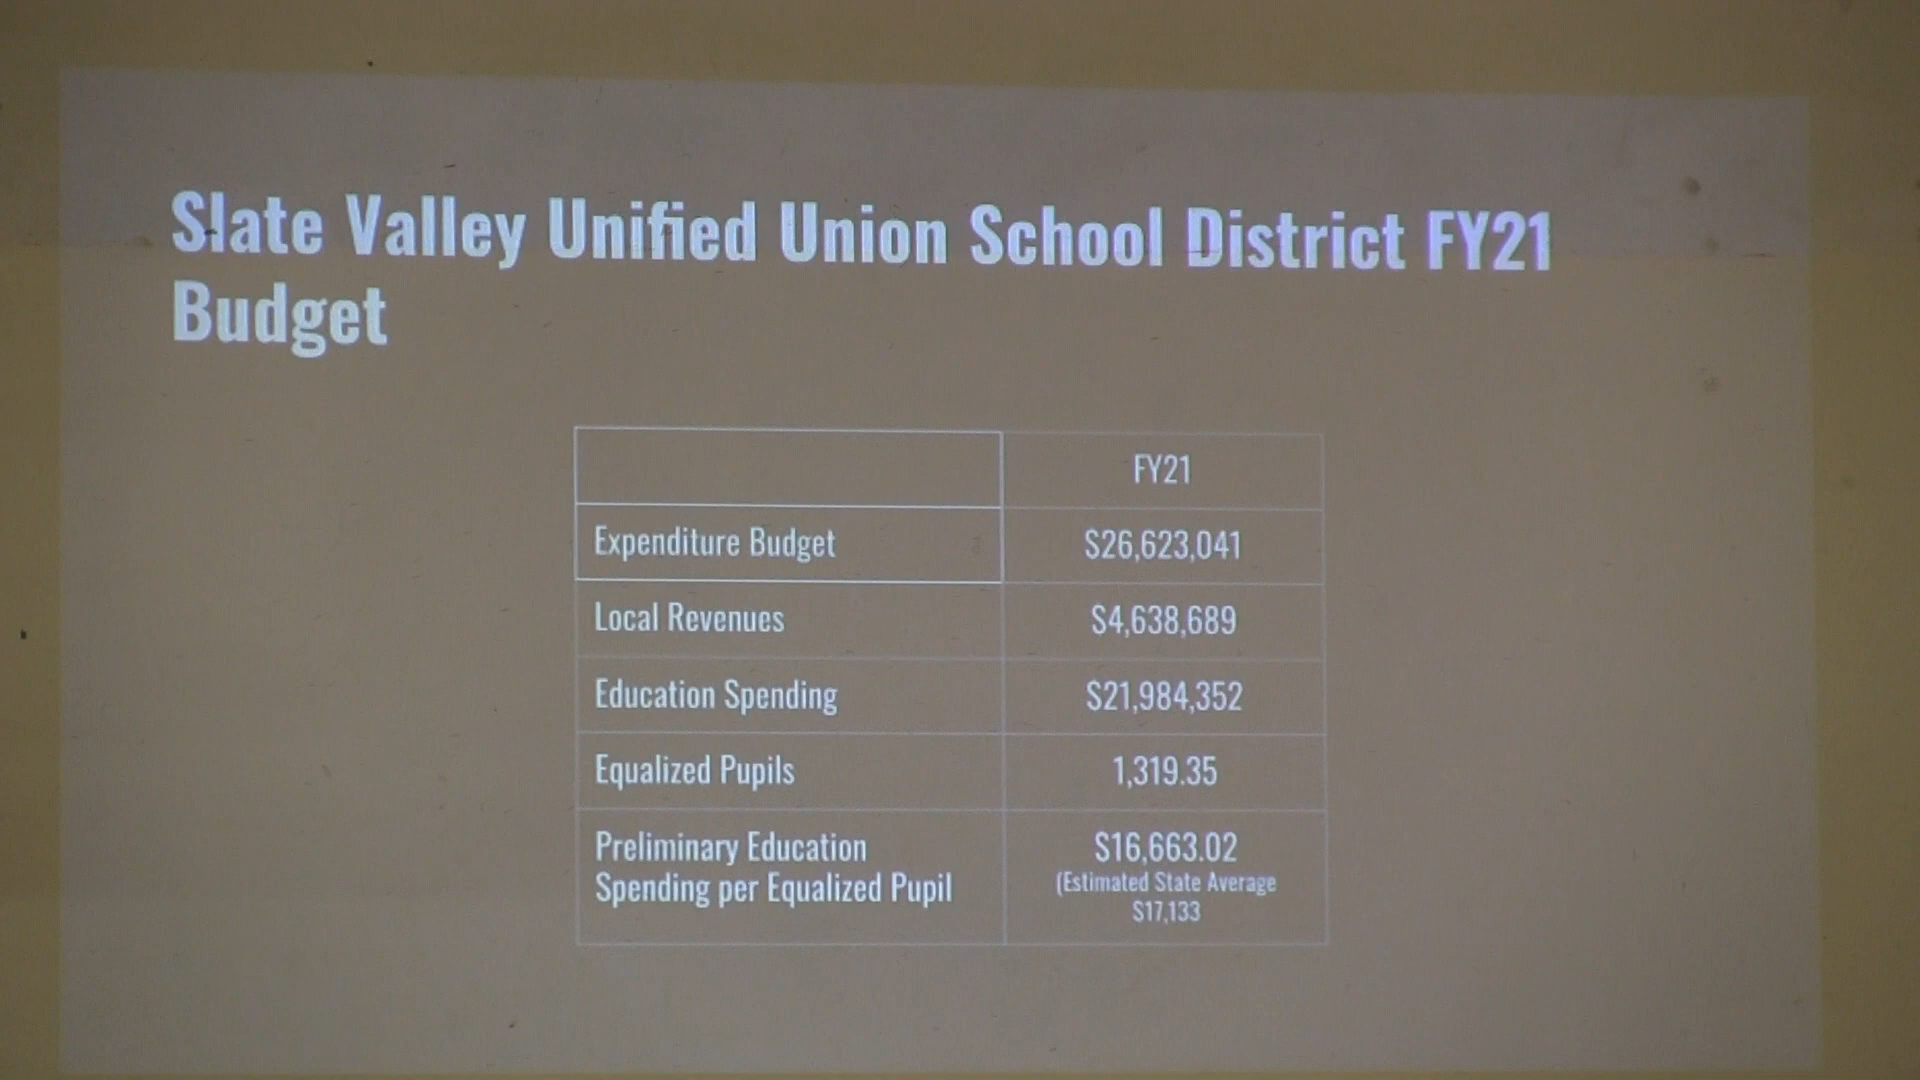 Slate Valley Unified Union School District FY21
Budget
FY21
Expenditure Budget
$26,623,041
Local Revenues
$4,638,689
Education Spending
$21,984,352
Equalized Pupils
1,319.35
Preliminary Education
Spending per Equalized Pupil
$16,663.02
(Estimated State Average
$17,133